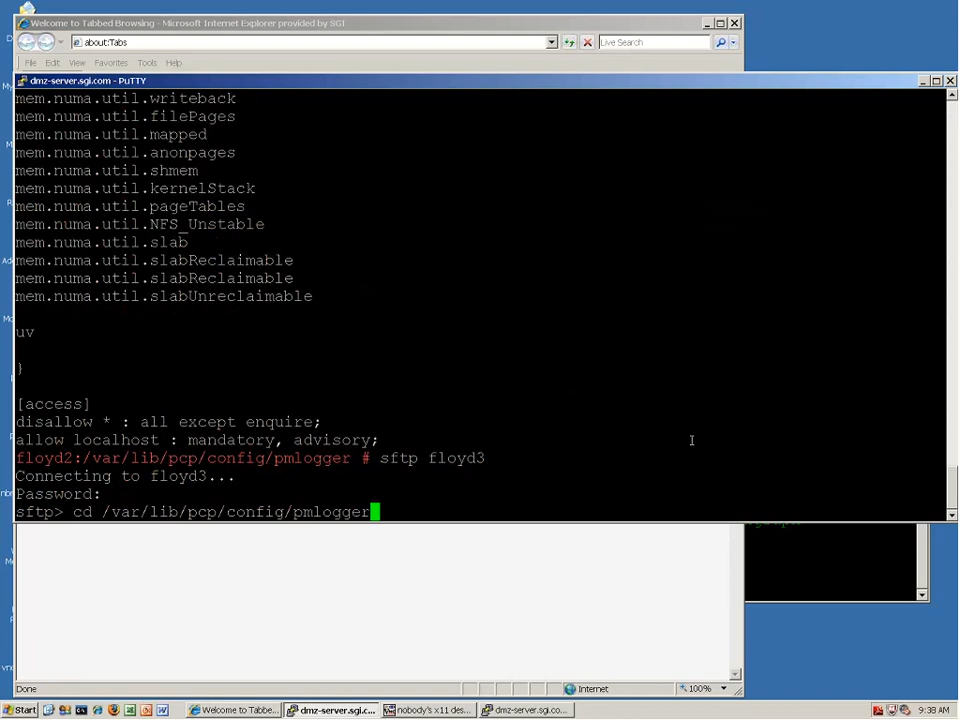 Welcome to Tabbed Browsing - Microsoft Internet Explorer provided by SGI
about:Tabs
Live Search
File Edit View Favorites Tools Help
dmz-server.sgi.com - PuTTY
mem.numa.util.writeback
mem.numa.util.filePages
mem.numa.util.mapped
mem.numa.util.anonpages
mem.numa.util.shmem
mem.numa.util.kernelStack
mem.numa.util.pageTables
mem.numa.util.NFS_Unstable
mem.numa.util.slab
mem.numa.util.slabReclaimable
mem.numa.util.slabReclaimable
mem.numa.util.slabUnreclaimable
uv
}
[access]
disallow * : all except enquire;
allow localhost : mandatory, advisory;
floyd2:/var/lib/pcp/config/pmlogger # sftp floyd3
Connecting to floyd3...
Password:
sftp> cd /var/lib/pcp/config/pmlogger
Done
Internet
100%
Start
Welcome to Tabbed Browsi...
dmz-server.sgi.com...
nobody's x11 des...
dmz-server.sgi.co...
9:38 AM